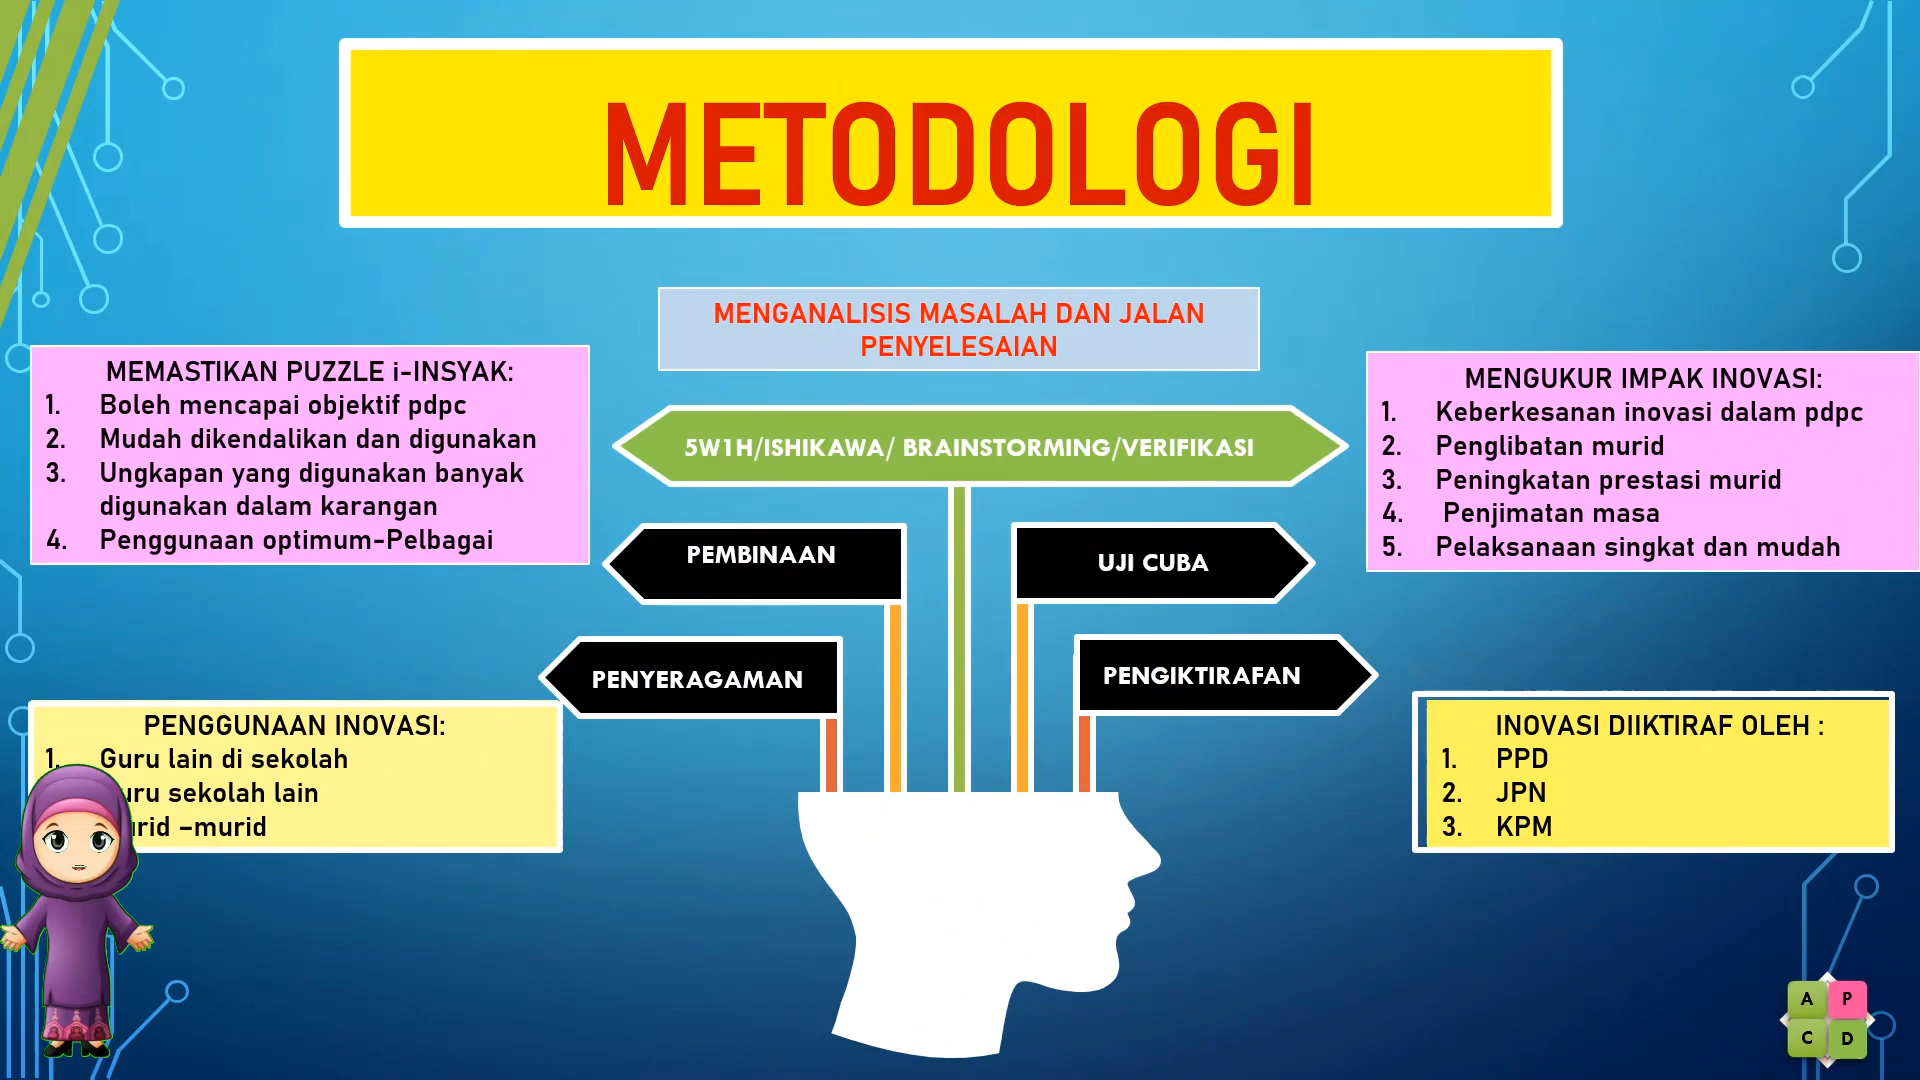 METODOLOGI
MENGANALISIS MASALAH DAN JALAN
PENYELESAIAN
MEMASTIKAN PUZZLE i-INSYAK:
1. Boleh mencapai objektif pdpc
2. Mudah dikendalikan dan digunakan
3. Ungkapan yang digunakan banyak
digunakan dalam karangan
4. Penggunaan optimum-Pelbagai
5W1H/ISHIKAWA/ BRAINSTORMING/VERIFIKASI
MENGUKUR IMPAK INOVASI:
1. Keberkesanan inovasi dalam pdpc
2. Penglibatan murid
3. Peningkatan prestasi murid
4. Penjimatan masa
5. Pelaksanaan singkat dan mudah
PEMBINAAN
UJI CUBA
PENYERAGAMAN
PENGIKTIRAFAN
PENGGUNAAN INOVASI:
1. Guru lain di sekolah
sekolah lain
–murid
INOVASI DIIKTIRAF OLEH :
1. PPD
2. JPN
3. KPM
A P
C D